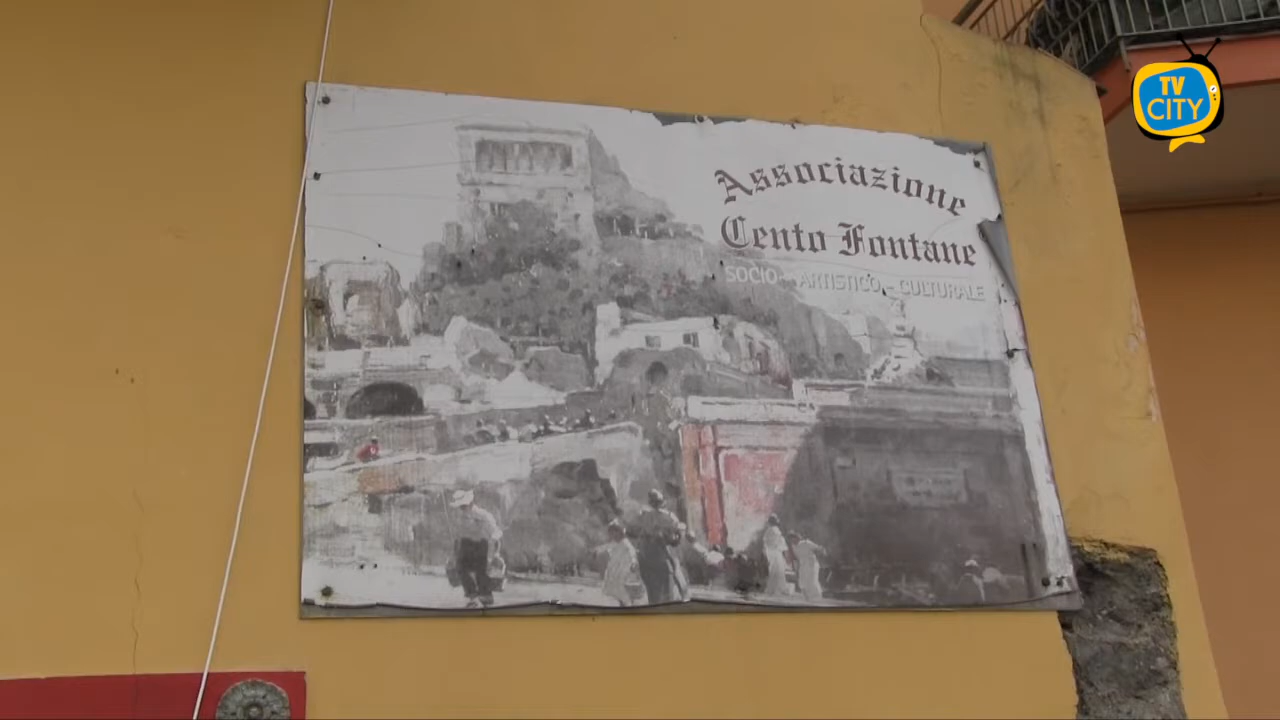 TV
CITY
Associazione
Cento Fontane
SOCIO - ARTISTICO - CULTURALE